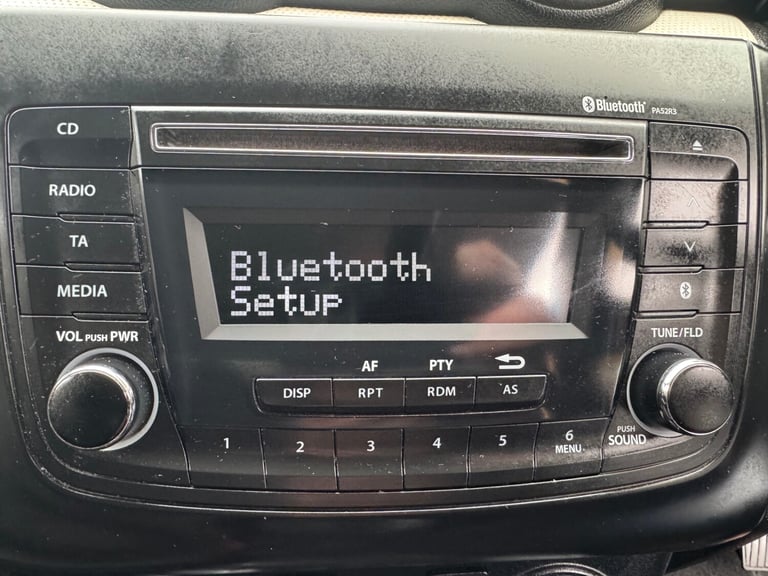 Bluetooth PA52R3
CD
RADIO
TA
MEDIA
Bluetooth
Setup
VOL PUSH PWR
TUNE/FLD
AF PTY
DISP RPT RDM AS
1 2 3 4 5 6
MENU
PUSH
SOUND